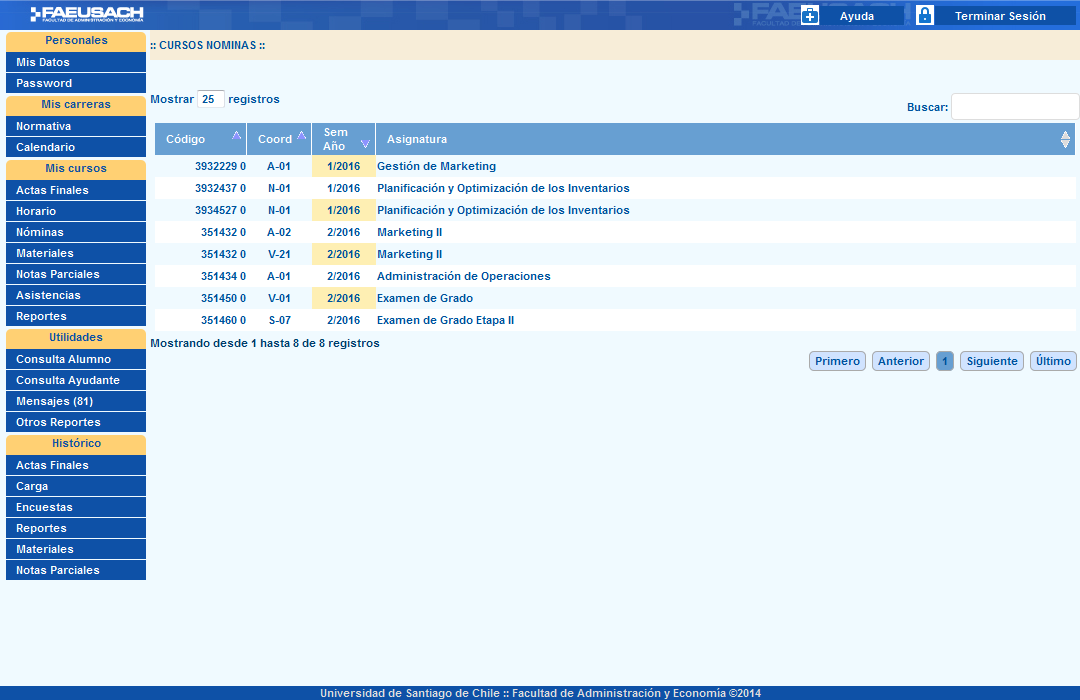 FAEUSACH
FACULTAD DE ADMINISTRACIÓN Y ECONOMÍA
Ayuda
Terminar Sesión
Personales
Mis Datos
Password
Mis carreras
Normativa
Calendario
Mis cursos
Actas Finales
Horario
Nóminas
Materiales
Notas Parciales
Asistencias
Reportes
Utilidades
Consulta Alumno
Consulta Ayudante
Mensajes (81)
Otros Reportes
Histórico
Actas Finales
Carga
Encuestas
Reportes
Materiales
Notas Parciales
:: CURSOS NOMINAS ::
Mostrar 25 registros
Buscar:
Código Coord Sem Año Asignatura
3932229 0 A-01 1/2016 Gestión de Marketing
3932437 0 N-01 1/2016 Planificación y Optimización de los Inventarios
3934527 0 N-01 1/2016 Planificación y Optimización de los Inventarios
351432 0 A-02 2/2016 Marketing II
351432 0 V-21 2/2016 Marketing II
351434 0 A-01 2/2016 Administración de Operaciones
351450 0 V-01 2/2016 Examen de Grado
351460 0 S-07 2/2016 Examen de Grado Etapa II
Mostrando desde 1 hasta 8 de 8 registros
Primero Anterior 1 Siguiente Último
Universidad de Santiago de Chile :: Facultad de Administración y Economía ©2014